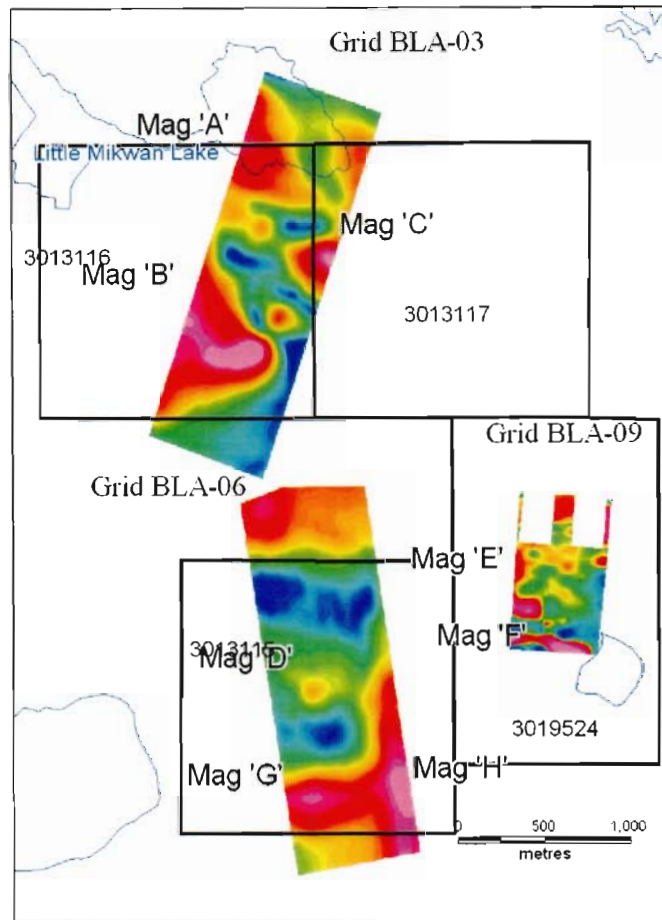 Grid BLA-03
Mag 'A'
Little Mikwan Lake
Mag 'C'
3013116
Mag 'B'
3013117
Grid BLA-09
Grid BLA-06
Mag 'E'
Mag 'F'
3013115
Mag 'D'
3019524
Mag 'G'
Mag 'H'
0 500 1,000
metres